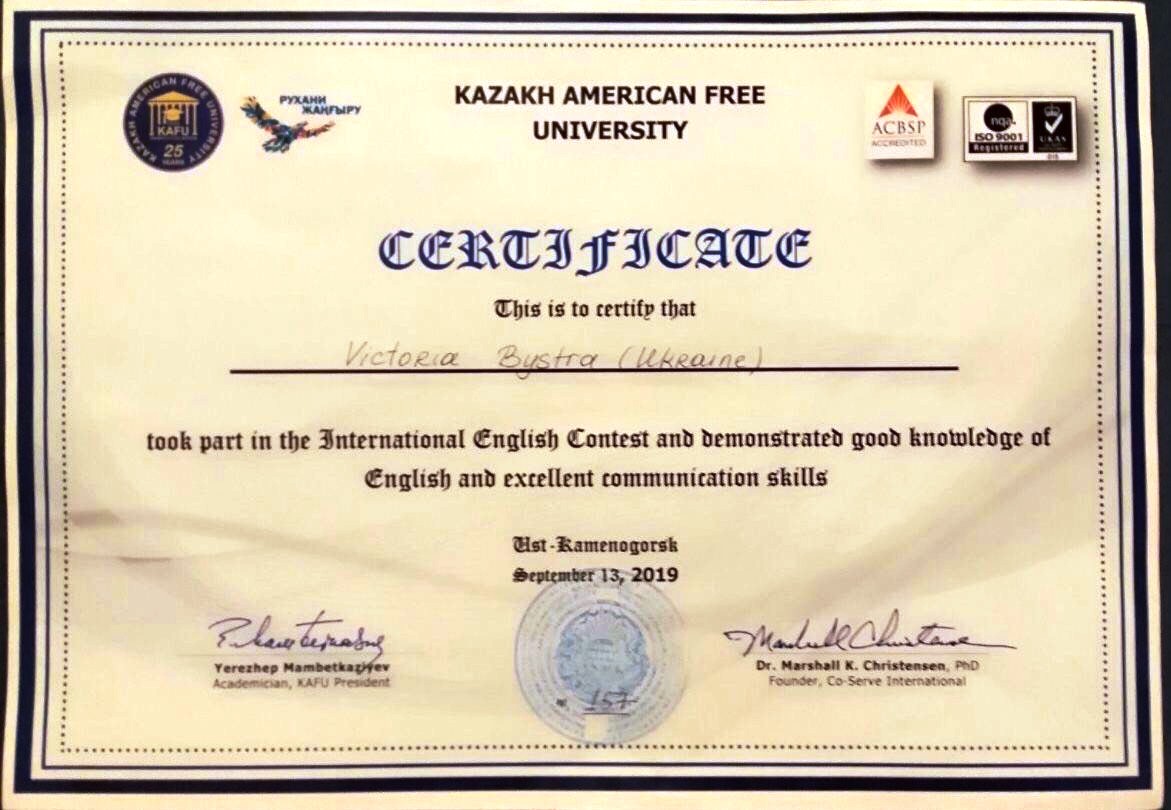 KAZAKH AMERICAN FREE UNIVERSITY
KAFU
25
YEARS
РУХАНИ
ЖАҢҒЫРУ
KAZAKH AMERICAN FREE
UNIVERSITY
ACBSP
ACCREDITED
nqa.
ISO 9001
Registered
UKAS
015
CERTIFICATE
This is to certify that
Victoria Bystra (Ukraine)
took part in the International English Contest and demonstrated good knowledge of
English and excellent communication skills
Ust-Kamenogorsk
September 13, 2019
Yerezhep Mambetkaziyev
Academician, KAFU President
Dr. Marshall K. Christensen, PhD
Founder, Co-Serve International
№ 157